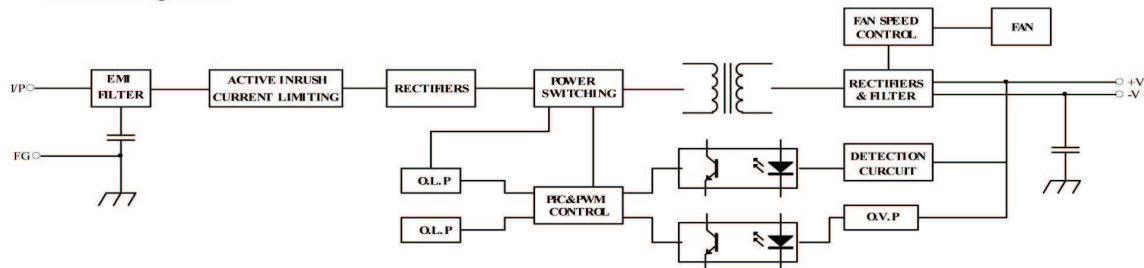 FAN SPEED
CONTROL
FAN
I/P
EMI
FILTER
ACTIVE INRUSH
CURRENT LIMITING
RECTIFIERS
POWER
SWITCHING
RECTIFIERS
& FILTER
+V
-V
FG
O.L.P
PFC&PWM
CONTROL
DETECTION
CURCUIT
O.L.P
O.V.P